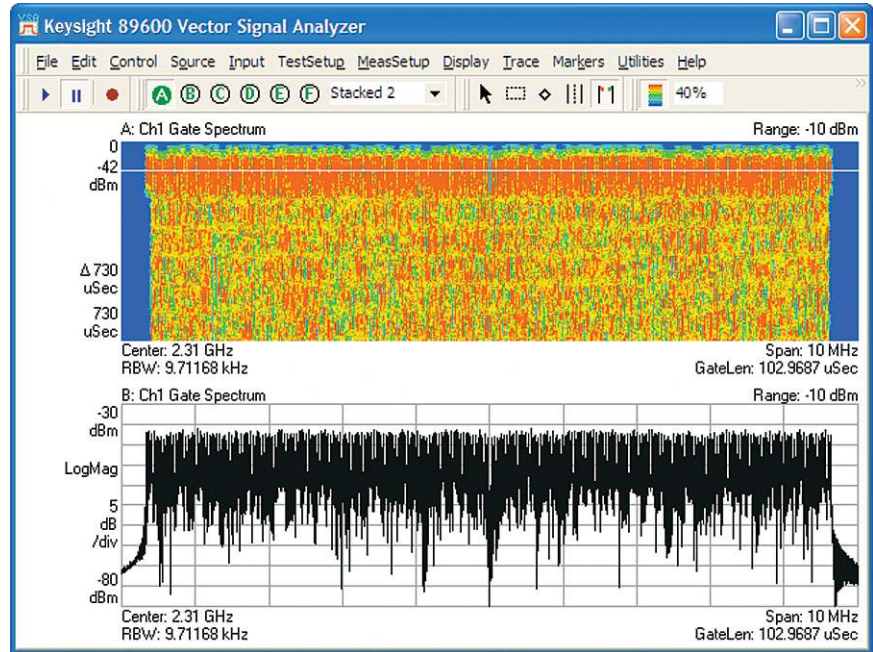 VSA Keysight 89600 Vector Signal Analyzer
File Edit Control Source Input TestSetup MeasSetup Display Trace Markers Utilities Help
A B C D E F Stacked 2 40%
A: Ch1 Gate Spectrum Range: -10 dBm
0
-42
dBm
Δ730
uSec
730
uSec
Center: 2.31 GHz Span: 10 MHz
RBW: 9.71168 kHz GateLen: 102.9687 uSec
B: Ch1 Gate Spectrum Range: -10 dBm
-30
dBm
LogMag
5
dB
/div
-80
dBm
Center: 2.31 GHz Span: 10 MHz
RBW: 9.71168 kHz GateLen: 102.9687 uSec